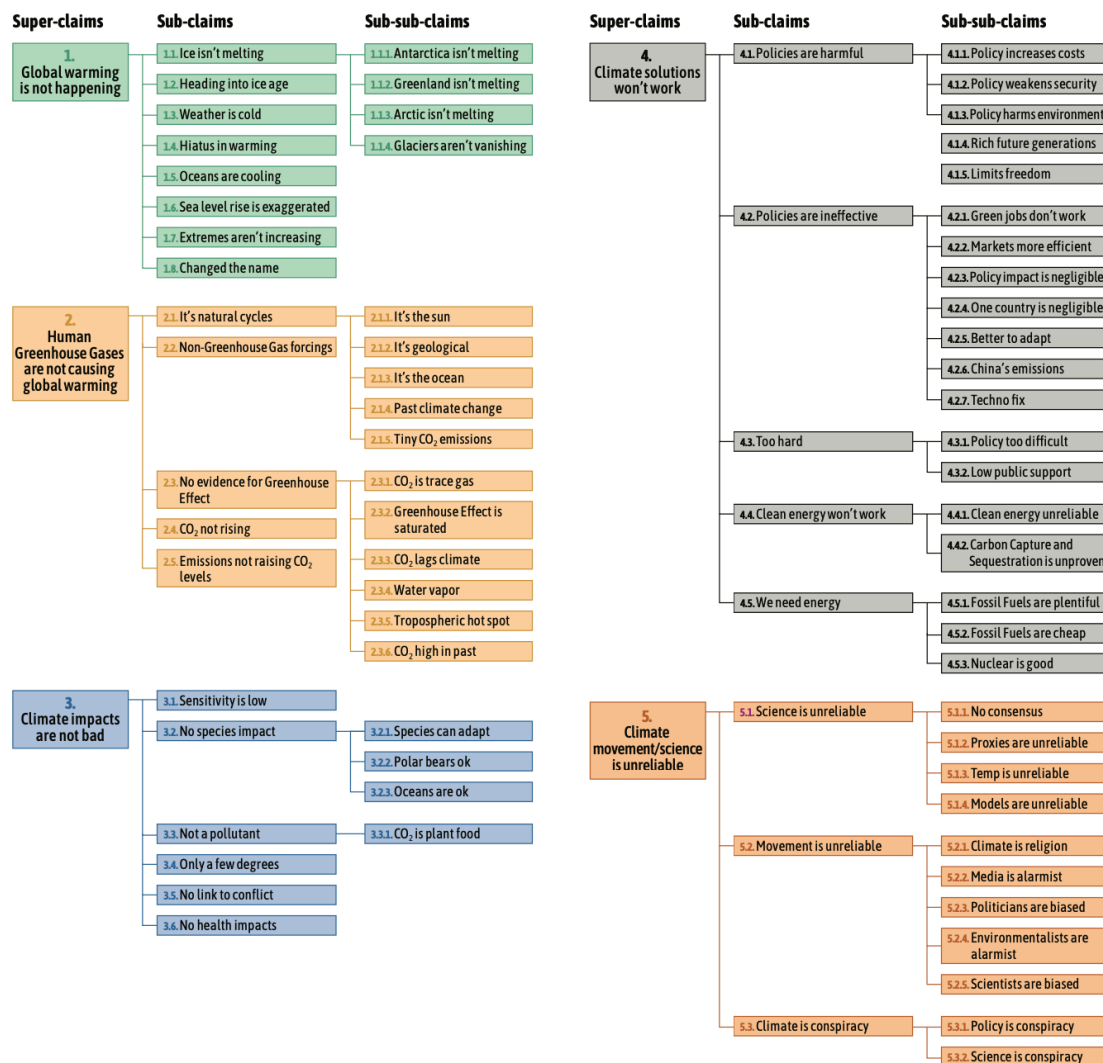 Super-claims
Sub-claims
Sub-sub-claims
1.
Global warming
is not happening
1.1. Ice isn't melting
1.1.1. Antarctica isn't melting
1.2. Heading into ice age
1.1.2. Greenland isn't melting
1.3. Weather is cold
1.1.3. Arctic isn't melting
1.4. Hiatus in warming
1.1.4. Glaciers aren't vanishing
1.5. Oceans are cooling
1.6. Sea level rise is exaggerated
1.7. Extremes aren't increasing
1.8. Changed the name
2.
Human
Greenhouse Gases
are not causing
global warming
2.1. It's natural cycles
2.1.1. It's the sun
2.2. Non-Greenhouse Gas forcings
2.1.2. It's geological
2.1.3. It's the ocean
2.1.4. Past climate change
2.1.5. Tiny CO₂ emissions
2.3. No evidence for Greenhouse
Effect
2.3.1. CO₂ is trace gas
2.3.2. Greenhouse Effect is
saturated
2.4. CO₂ not rising
2.5. Emissions not raising CO₂
levels
2.3.3. CO₂ lags climate
2.3.4. Water vapor
2.3.5. Tropospheric hot spot
2.3.6. CO₂ high in past
3.
Climate impacts
are not bad
3.1. Sensitivity is low
3.2. No species impact
3.2.1. Species can adapt
3.2.2. Polar bears ok
3.2.3. Oceans are ok
3.3. Not a pollutant
3.3.1. CO₂ is plant food
3.4. Only a few degrees
3.5. No link to conflict
3.6. No health impacts
Super-claims
Sub-claims
Sub-sub-claims
4.
Climate solutions
won't work
4.1. Policies are harmful
4.1.1. Policy increases costs
4.1.2. Policy weakens security
4.1.3. Policy harms environment
4.1.4. Rich future generations
4.1.5. Limits freedom
4.2. Policies are ineffective
4.2.1. Green jobs don't work
4.2.2. Markets more efficient
4.2.3. Policy impact is negligible
4.2.4. One country is negligible
4.2.5. Better to adapt
4.2.6. China's emissions
4.2.7. Techno fix
4.3. Too hard
4.3.1. Policy too difficult
4.3.2. Low public support
4.4. Clean energy won't work
4.4.1. Clean energy unreliable
4.4.2. Carbon Capture and
Sequestration is unproven
4.5. We need energy
4.5.1. Fossil Fuels are plentiful
4.5.2. Fossil Fuels are cheap
4.5.3. Nuclear is good
5.
Climate
movement/science
is unreliable
5.1. Science is unreliable
5.1.1. No consensus
5.1.2. Proxies are unreliable
5.1.3. Temp is unreliable
5.1.4. Models are unreliable
5.2. Movement is unreliable
5.2.1. Climate is religion
5.2.2. Media is alarmist
5.2.3. Politicians are biased
5.2.4. Environmentalists are
alarmist
5.2.5. Scientists are biased
5.3. Climate is conspiracy
5.3.1. Policy is conspiracy
5.3.2. Science is conspiracy